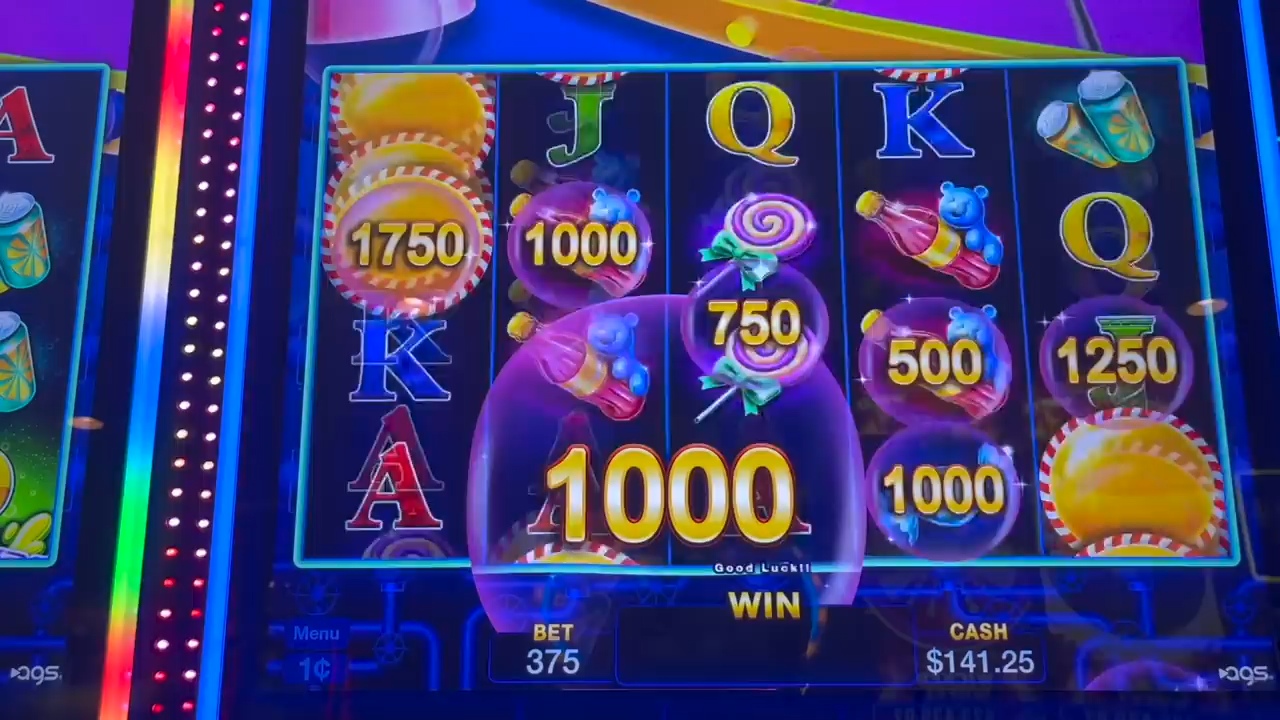 A
J
Q
K
1750
1000
Q
750
K
500
1250
J
1000
A
1000
Good Luck!!
WIN
Menu
1¢
BET
375
CASH
$141.25
ags
ags